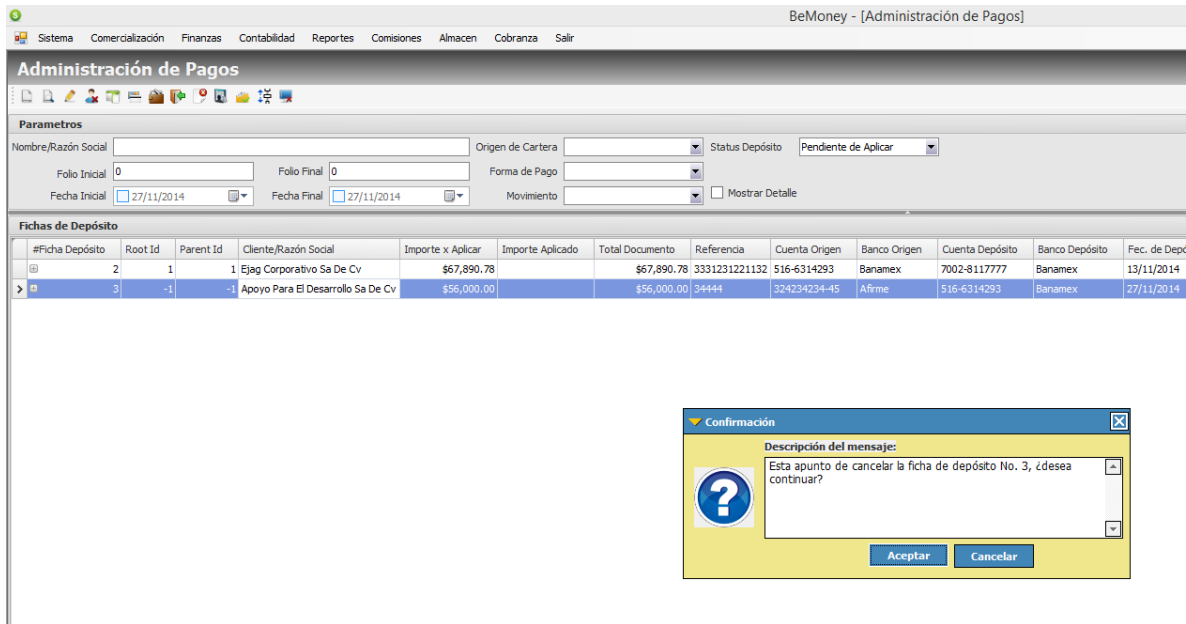 BeMoney - [Administración de Pagos]
Sistema Comercialización Finanzas Contabilidad Reportes Comisiones Almacen Cobranza Salir
Administración de Pagos
Parametros
Nombre/Razón Social Origen de Cartera Status Depósito Pendiente de Aplicar
Folio Inicial 0 Folio Final 0 Forma de Pago
Fecha Inicial 27/11/2014 Fecha Final 27/11/2014 Movimiento Mostrar Detalle
Fichas de Depósito
#Ficha Depósito Root Id Parent Id Cliente/Razón Social Importe x Aplicar Importe Aplicado Total Documento Referencia Cuenta Origen Banco Origen Cuenta Depósito Banco Depósito Fec. de Depó
2 1 1 Ejag Corporativo Sa De Cv $67,890.78 $67,890.78 3331231221132 516-6314293 Banamex 7002-8117777 Banamex 13/11/2014
3 -1 -1 Apoyo Para El Desarrollo Sa De Cv $56,000.00 $56,000.00 34444 324234234-45 Afirme 516-6314293 Banamex 27/11/2014
Confirmación
Descripción del mensaje:
Esta apunto de cancelar la ficha de depósito No. 3, ¿desea
continuar?
Aceptar Cancelar